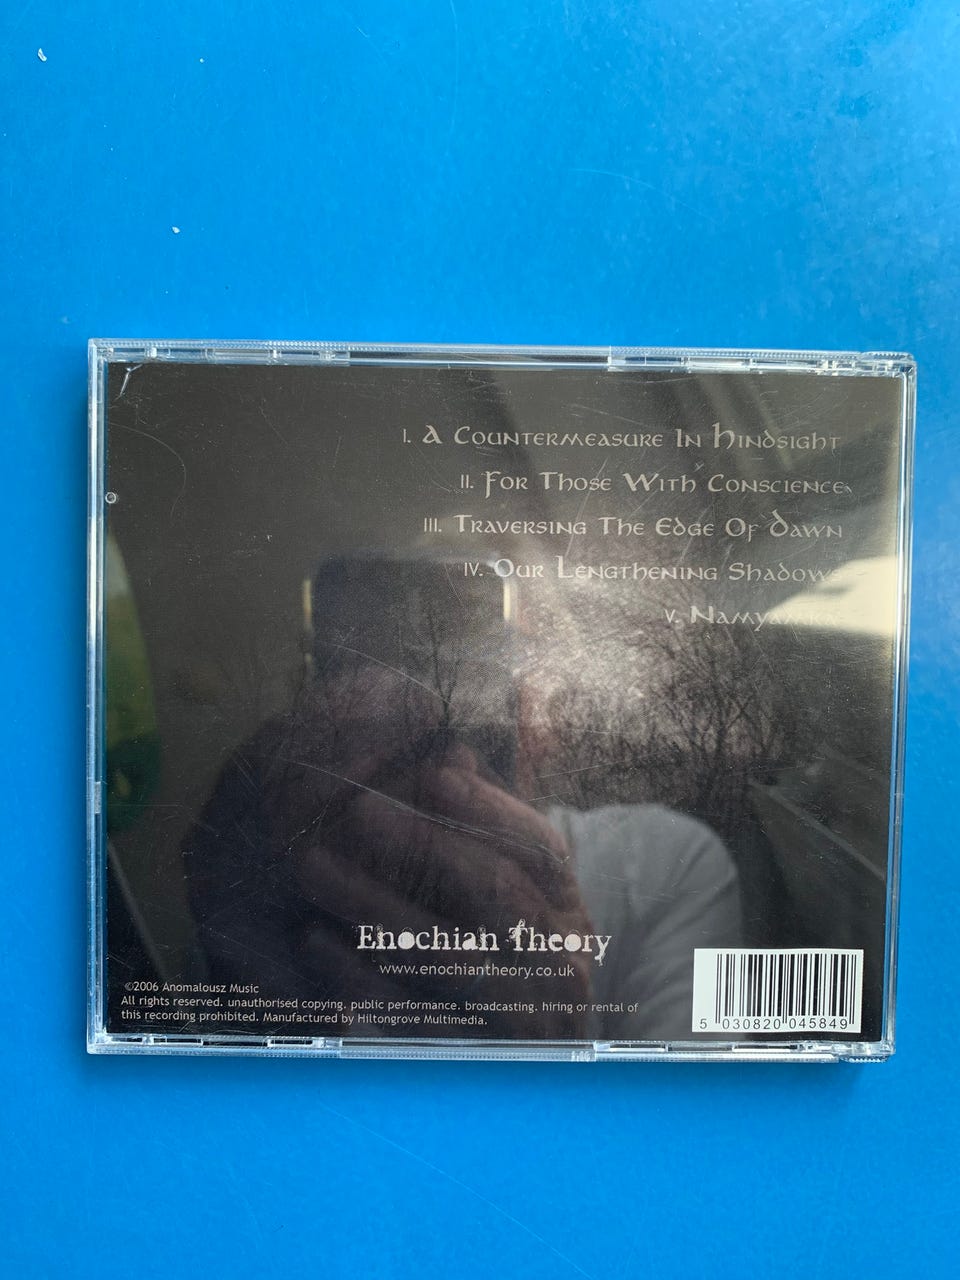 I. A Countermeasure In Hindsight
II. For Those With Conscience
III. Traversing The Edge Of Dawn
IV. Our Lengthening Shadows
V.
Enochian Theory
www.enochiantheory.co.uk
©2006 Anomalousz Music
All rights reserved. unauthorised copying. public performance. broadcasting. hiring or rental of
this recording prohibited. Manufactured by Hiltongrove Multimedia.
5 030820 045849